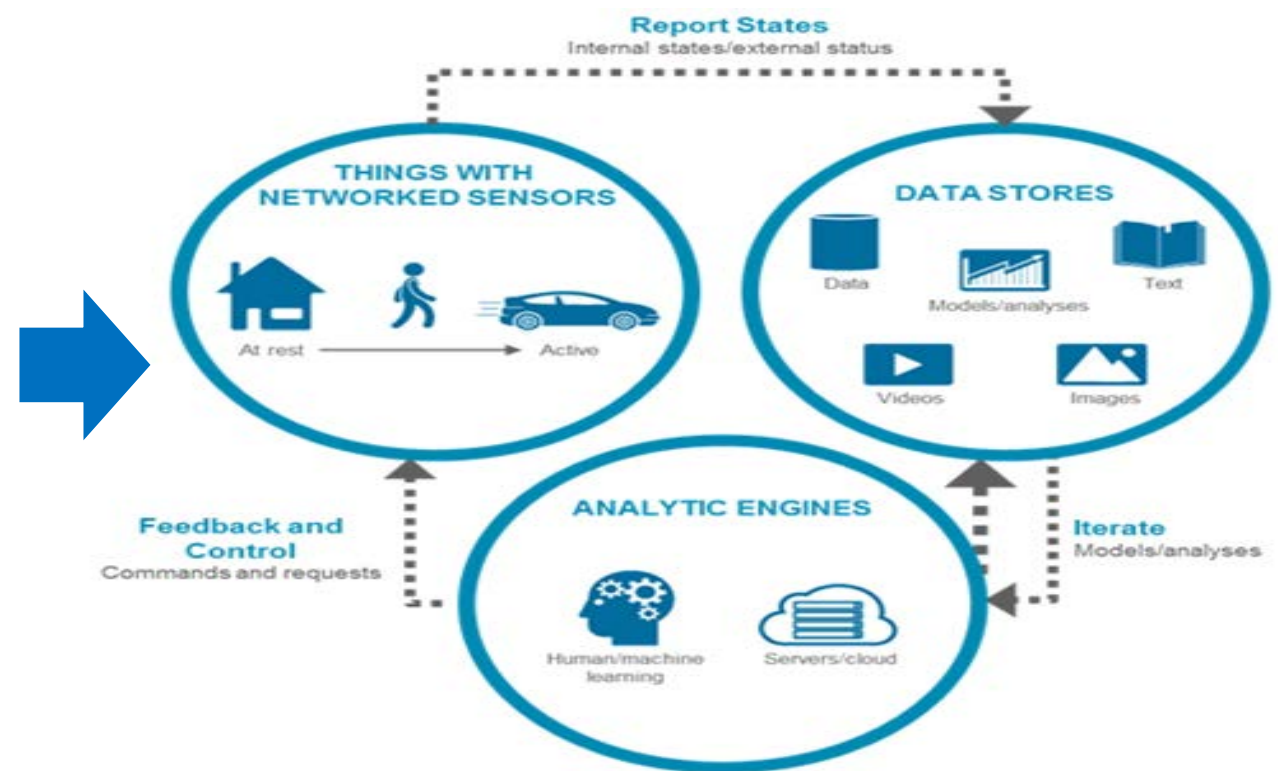 Report States
Internal states/external status
THINGS WITH
NETWORKED SENSORS
At rest
Active
DATA STORES
Data
Models/analyses
Text
Videos
Images
Feedback and
Control
Commands and requests
ANALYTIC ENGINES
Human/machine
learning
Servers/cloud
Iterate
Models/analyses